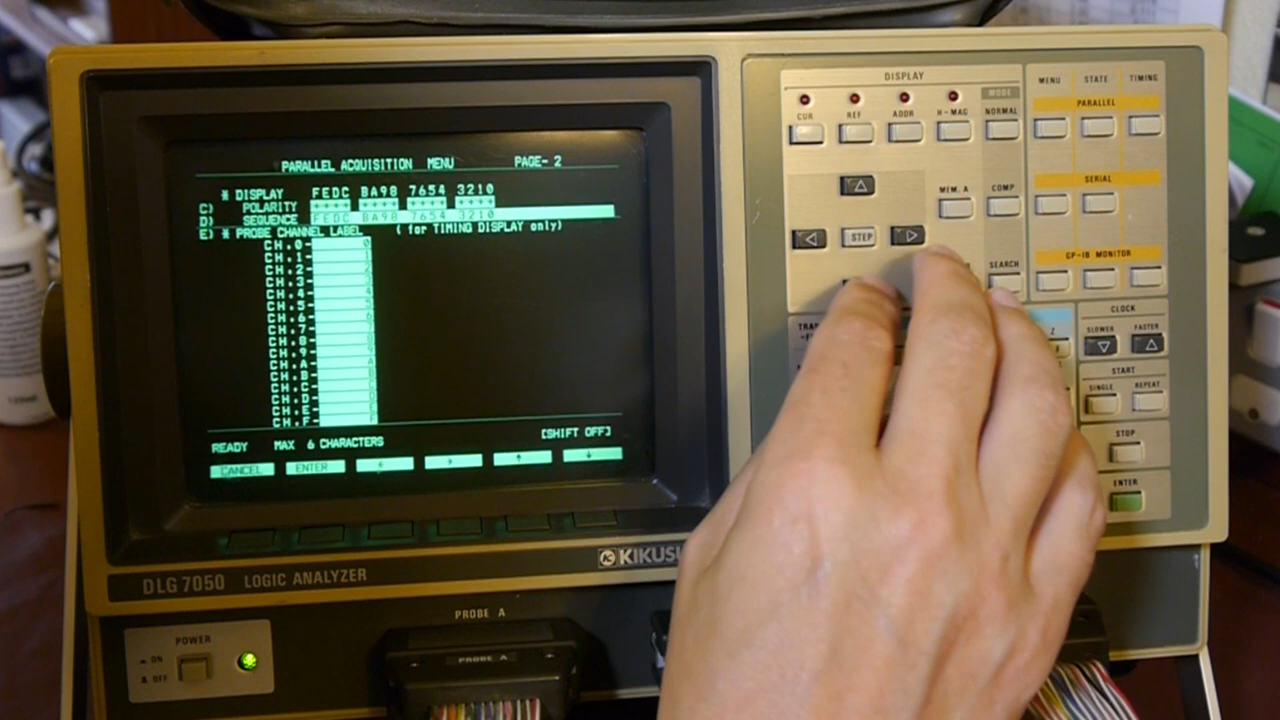 PARALLEL ACQUISITION MENU PAGE- 2
* DISPLAY FEDC BA98 7654 3210
C) POLARITY ++++ ++++ ++++ ++++
D) SEQUENCE FEDC BA98 7654 3210
E) * PROBE CHANNEL LABEL ( for TIMING DISPLAY only)
CH.0- 0
CH.1-
CH.2-
CH.3-
CH.4- 4
CH.5-
CH.6- 6
CH.7-
CH.8-
CH.9-
CH.A- A
CH.B-
CH.C-
CH.D-
CH.E-
CH.F-
READY MAX 6 CHARACTERS [SHIFT OFF]
CANCEL ENTER ← → ↑ ↓
DLG 7050 LOGIC ANALYZER
KIKUSU
POWER
ON
OFF
PROBE A
PROBE A
DISPLAY
MODE
CUR REF ADDR H-MAG NORMAL
MEM. A COMP
STEP
SEARCH
MENU STATE TIMING
PARALLEL
SERIAL
GP-IB MONITOR
CLOCK
SLOWER FASTER
START
SINGLE REPEAT
STOP
ENTER
Z